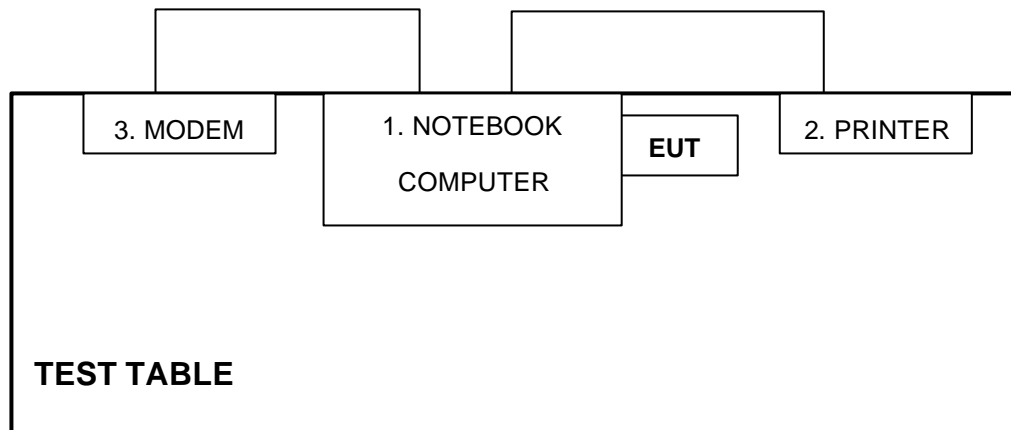 3. MODEM
1. NOTEBOOK
COMPUTER
EUT
2. PRINTER
TEST TABLE